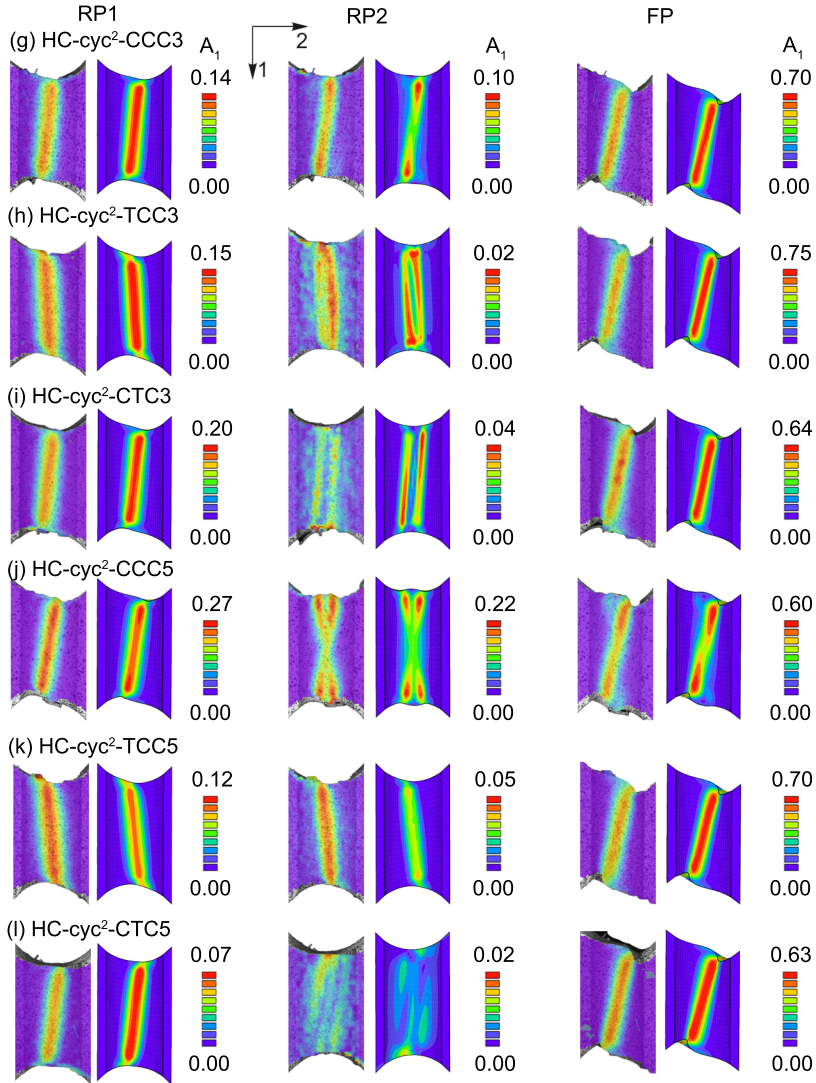 RP1 RP2 FP
(g) HC-cyc²-CCC3
2
1
A₁ A₁ A₁
0.14 0.10 0.70
0.00 0.00 0.00
(h) HC-cyc²-TCC3
0.15 0.02 0.75
0.00 0.00 0.00
(i) HC-cyc²-CTC3
0.20 0.04 0.64
0.00 0.00 0.00
(j) HC-cyc²-CCC5
0.27 0.22 0.60
0.00 0.00 0.00
(k) HC-cyc²-TCC5
0.12 0.05 0.70
0.00 0.00 0.00
(l) HC-cyc²-CTC5
0.07 0.02 0.63
0.00 0.00 0.00